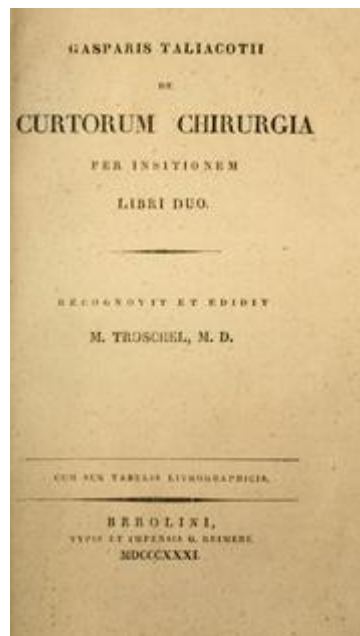 GASPARIS TALIACOTII
DE
CURTORUM CHIRURGIA
PER INSITIONEM
LIBRI DUO.
RECOGNOVIT ET EDIDIT
M. TROSCHEL, M. D.
CUM SEX TABULIS LITHOGRAPHICIS.
BEROLINI,
TYPIS ET IMPENSIS G. REIMERI.
MDCCCXXXI.